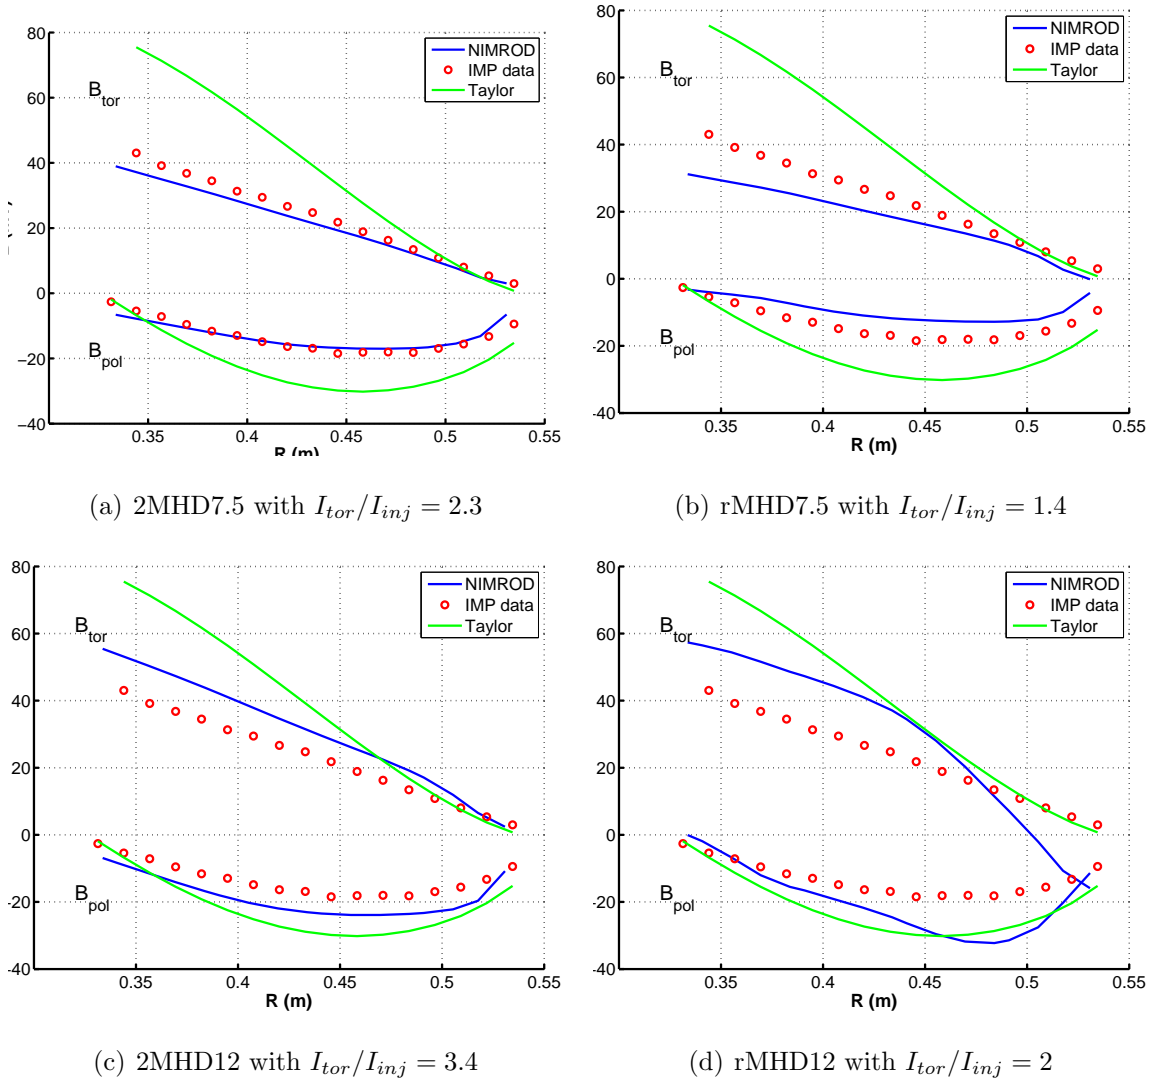 80
60
40
20
0
−20
−40
0.35
0.4
0.45
0.5
0.55
R (m)
B_tor
B_pol
NIMROD
IMP data
Taylor
(a) 2MHD7.5 with I_tor/I_inj = 2.3
80
60
40
20
0
-20
-40
0.35
0.4
0.45
0.5
0.55
R (m)
B_tor
B_pol
NIMROD
IMP data
Taylor
(b) rMHD7.5 with I_tor/I_inj = 1.4
80
60
40
20
0
-20
-40
0.35
0.4
0.45
0.5
0.55
R (m)
B_tor
B_pol
NIMROD
IMP data
Taylor
(c) 2MHD12 with I_tor/I_inj = 3.4
80
60
40
20
0
-20
-40
0.35
0.4
0.45
0.5
0.55
R (m)
B_tor
B_pol
NIMROD
IMP data
Taylor
(d) rMHD12 with I_tor/I_inj = 2